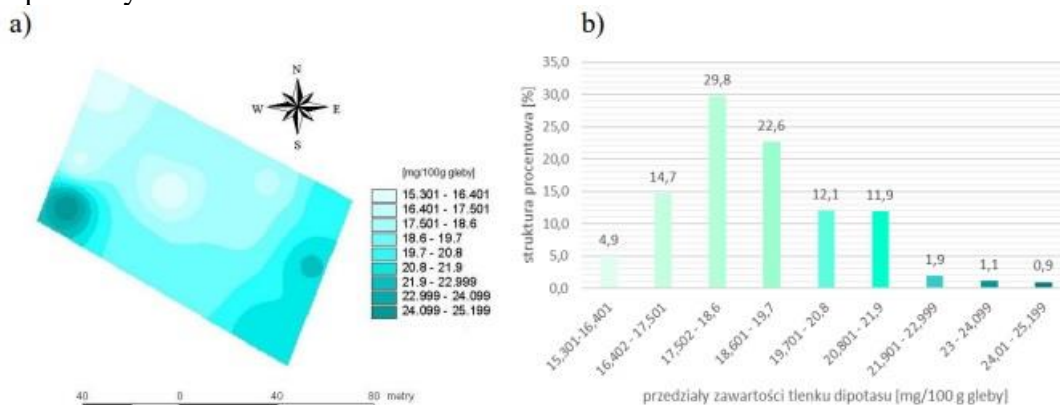 a)
N
W E
S
[mg/100g gleby]
15.301 - 16.401
16.401 - 17.501
17.501 - 18.6
18.6 - 19.7
19.7 - 20.8
20.8 - 21.9
21.9 - 22.999
22.999 - 24.099
24.099 - 25.199
40 0 40 80 metry
b)
struktura procentowa [%]
35,0
30,0
25,0
20,0
15,0
10,0
5,0
0,0
4,9
14,7
29,8
22,6
12,1
11,9
1,9
1,1
0,9
15,301-16,401
16,402 - 17,501
17,502 - 18,6
18,601 - 19,7
19,701 - 20,8
20,801 - 21,9
21,901 - 22,999
23 - 24,099
24,01 - 25,199
przedziały zawartości tlenku dipotasu [mg/100 g gleby]